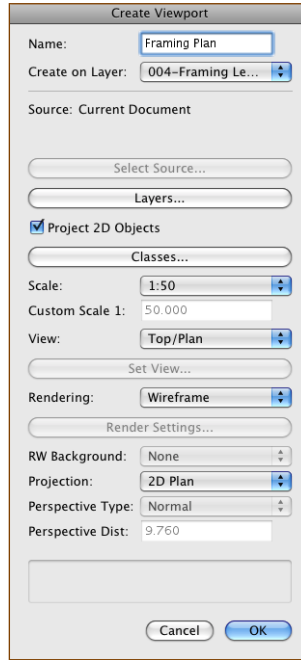 Create Viewport
Name: Framing Plan
Create on Layer: 004-Framing Le...
Source: Current Document
Select Source...
Layers...
Project 2D Objects
Classes...
Scale: 1:50
Custom Scale 1: 50.000
View: Top/Plan
Set View...
Rendering: Wireframe
Render Settings...
RW Background: None
Projection: 2D Plan
Perspective Type: Normal
Perspective Dist: 9.760
Cancel OK